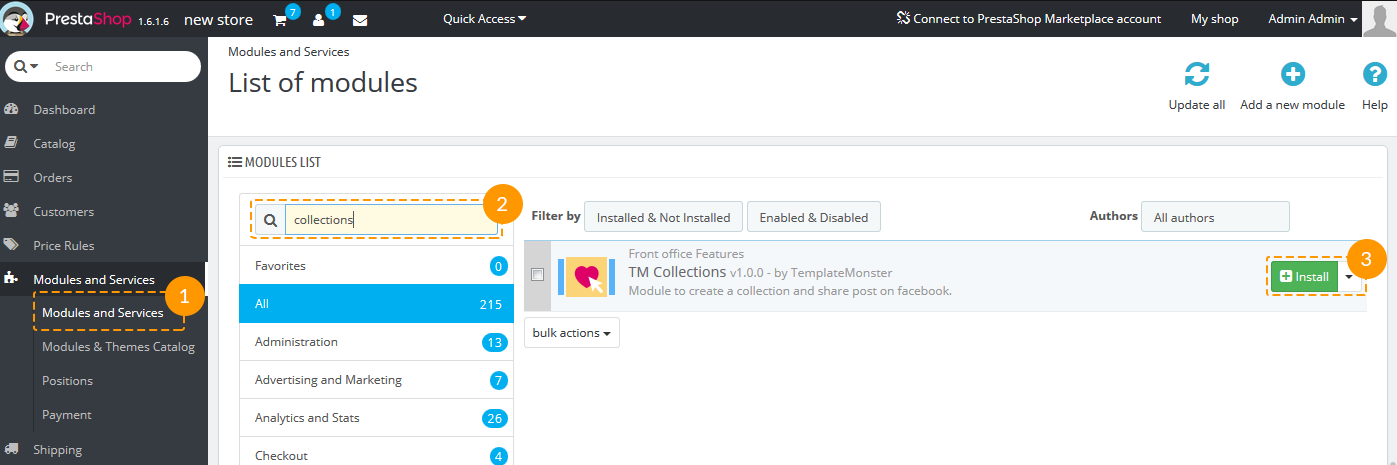 PrestaShop 1.6.1.6 new store 7 1 Quick Access Connect to PrestaShop Marketplace account My shop Admin Admin
Search
Dashboard
Catalog
Orders
Customers
Price Rules
Modules and Services
Modules and Services 1
Modules & Themes Catalog
Positions
Payment
Shipping
Modules and Services
List of modules
Update all Add a new module ? Help
MODULES LIST
collections 2
Favorites 0
All 215
Administration 13
Advertising and Marketing 7
Analytics and Stats 26
Checkout 4
Filter by Installed & Not Installed Enabled & Disabled Authors All authors
Front office Features
TM Collections v1.0.0 - by TemplateMonster
Module to create a collection and share post on facebook.
Install 3
bulk actions